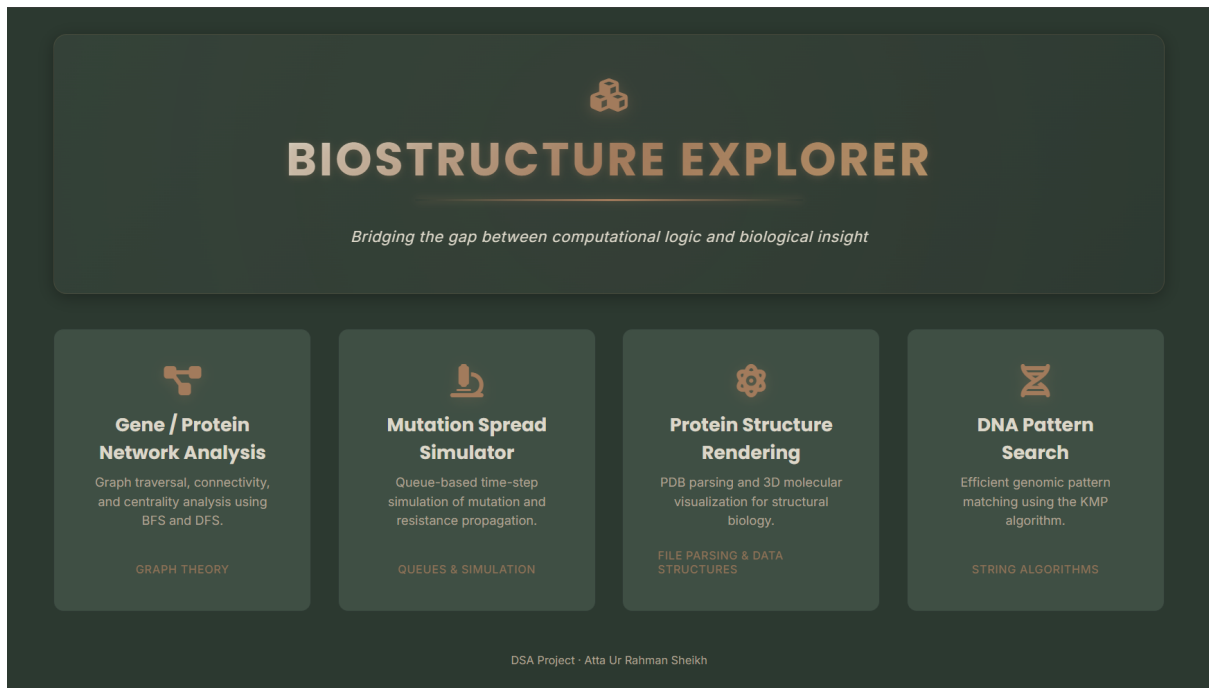 BIOSTRUCTURE EXPLORER
Bridging the gap between computational logic and biological insight
Gene / Protein
Network Analysis
Graph traversal, connectivity,
and centrality analysis using
BFS and DFS.
GRAPH THEORY
Mutation Spread
Simulator
Queue-based time-step
simulation of mutation and
resistance propagation.
QUEUES & SIMULATION
Protein Structure
Rendering
PDB parsing and 3D molecular
visualization for structural
biology.
FILE PARSING & DATA
STRUCTURES
DNA Pattern
Search
Efficient genomic pattern
matching using the KMP
algorithm.
STRING ALGORITHMS
DSA Project · Atta Ur Rahman Sheikh